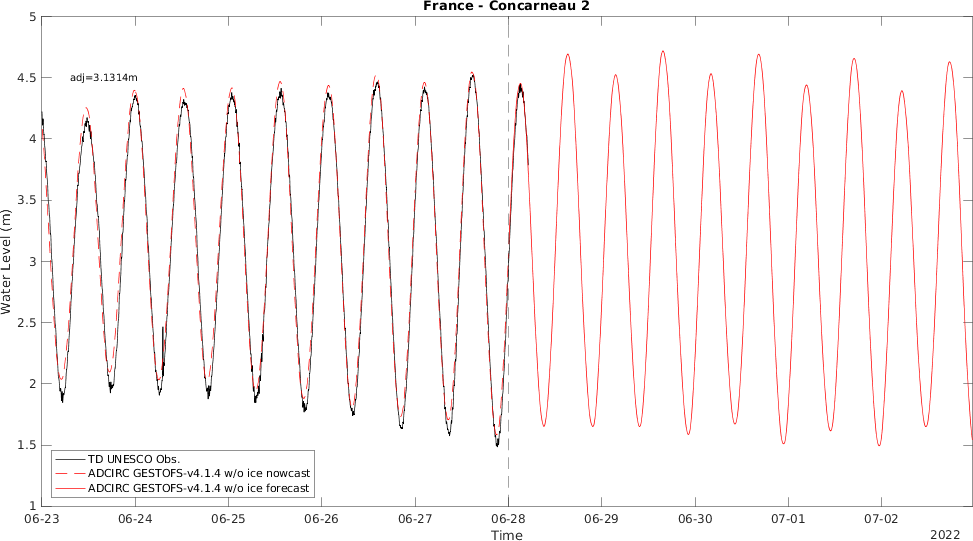 France - Concarneau 2
5
4.5
4
3.5
3
2.5
2
1.5
1
Water Level (m)
adj=3.1314m
TD UNESCO Obs.
ADCIRC GESTOFS-v4.1.4 w/o ice nowcast
ADCIRC GESTOFS-v4.1.4 w/o ice forecast
06-23 06-24 06-25 06-26 06-27 06-28 06-29 06-30 07-01 07-02
Time
2022